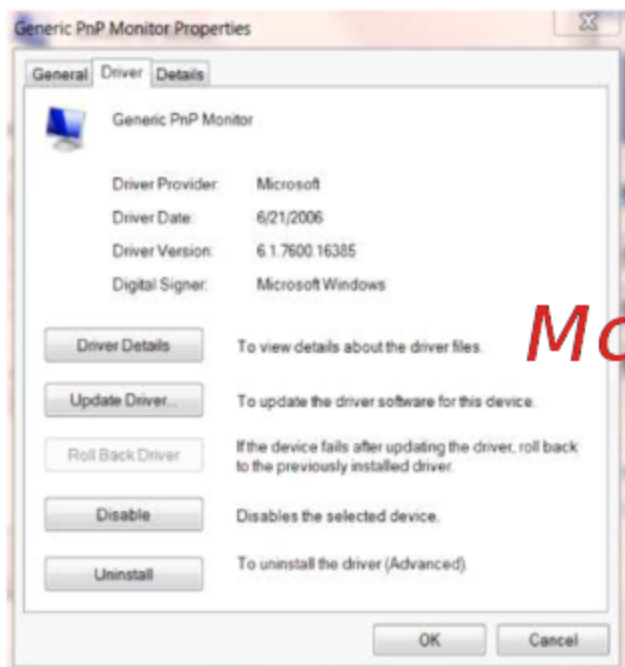 Generic PnP Monitor Properties
General Driver Details
Generic PnP Monitor
Driver Provider: Microsoft
Driver Date: 6/21/2006
Driver Version: 6.1.7600.16385
Digital Signer: Microsoft Windows
Driver Details To view details about the driver files.
Mo
Update Driver... To update the driver software for this device.
Roll Back Driver If the device fails after updating the driver, roll back
to the previously installed driver.
Disable Disables the selected device.
Uninstall To uninstall the driver (Advanced).
OK Cancel